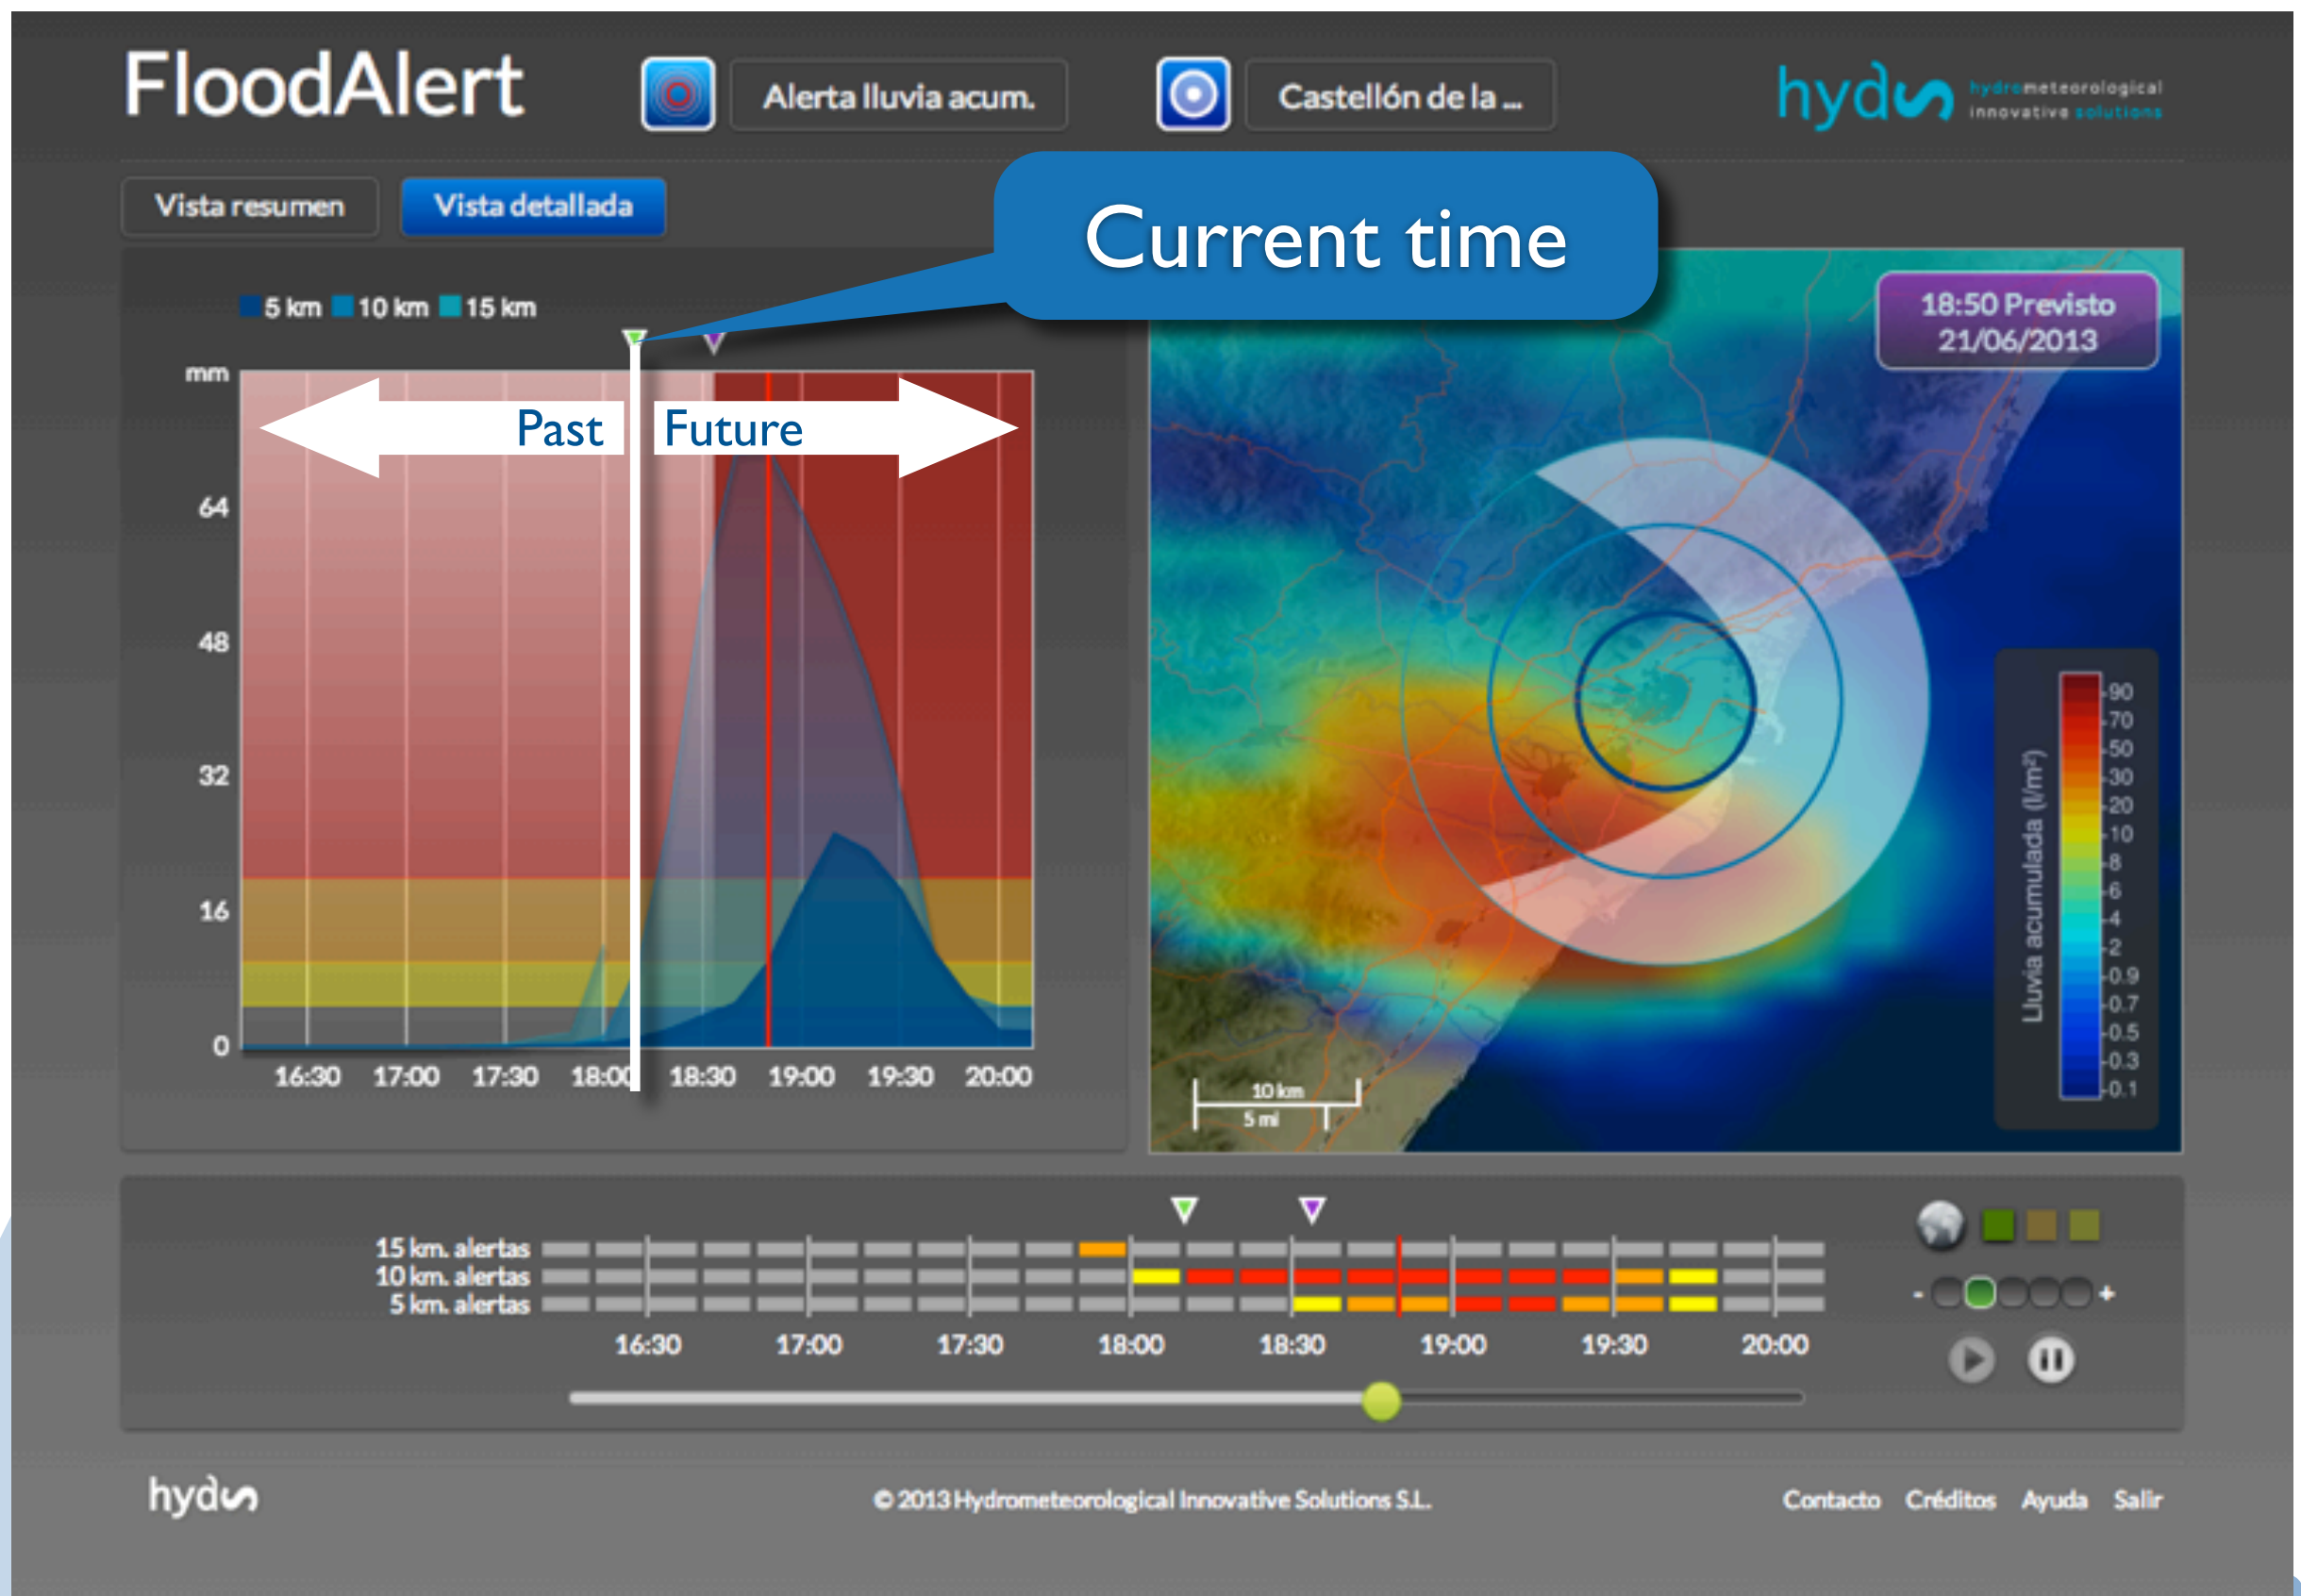 FloodAlert
Alerta lluvia acum.
Castellón de la ...
hyds
hydrometeorological
innovative solutions
Vista resumen
Vista detallada
Current time
5 km 10 km 15 km
18:50 Previsto
21/06/2013
mm
Past
Future
64
48
32
16
0
16:30 17:00 17:30 18:00 18:30 19:00 19:30 20:00
Lluvia acumulada (l/m²)
90
70
50
30
20
10
8
6
4
2
0.9
0.7
0.5
0.3
0.1
10 km
5 mi
15 km. alertas
10 km. alertas
5 km. alertas
- +
16:30 17:00 17:30 18:00 18:30 19:00 19:30 20:00
hyds
© 2013 Hydrometeorological Innovative Solutions S.L.
Contacto Créditos Ayuda Salir